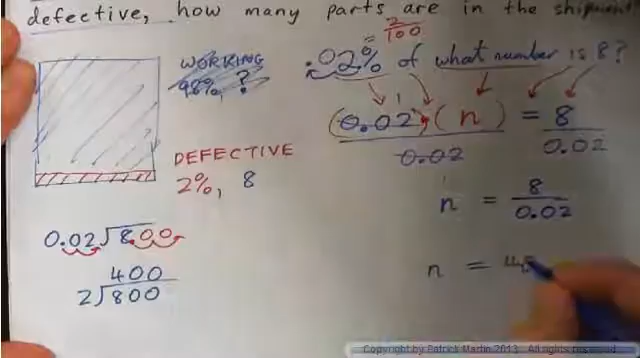 defective, how many parts are in the shipment
2/100
=
.02% of what number is 8?
WORKING
98%, ?
(0.02)(n) = 8
0.02 0.02
DEFECTIVE
2%, 8
n = 8/0.02
0.02)800
400
2)800
n = 40
Copyright by Patrick Martin 2013 . All rights reserved.